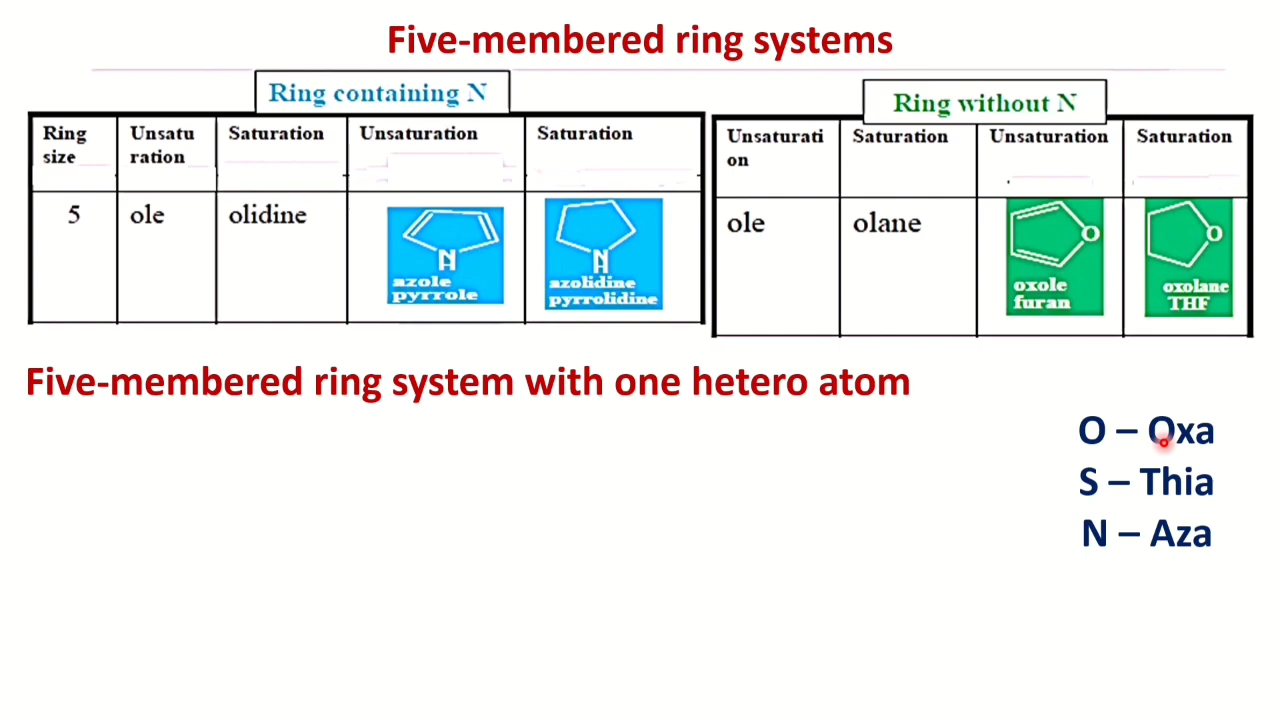 Five-membered ring systems
Ring containing N
Ring without N
Ring
size
Unsatu
ration
Saturation
Unsaturation
Saturation
Unsaturati
on
Saturation
Unsaturation
Saturation
5
ole
olidine
N
H
azole
pyrrole
N
H
azolidine
pyrrolidine
ole
olane
O
oxole
furan
O
oxolane
THF
Five-membered ring system with one hetero atom
O – Oxa
S – Thia
N – Aza